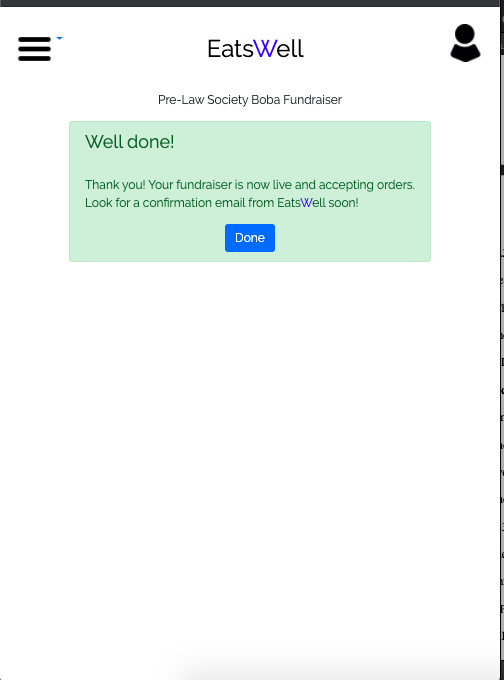 EatsWell
Pre-Law Society Boba Fundraiser
Well done!
Thank you! Your fundraiser is now live and accepting orders.
Look for a confirmation email from EatsWell soon!
Done